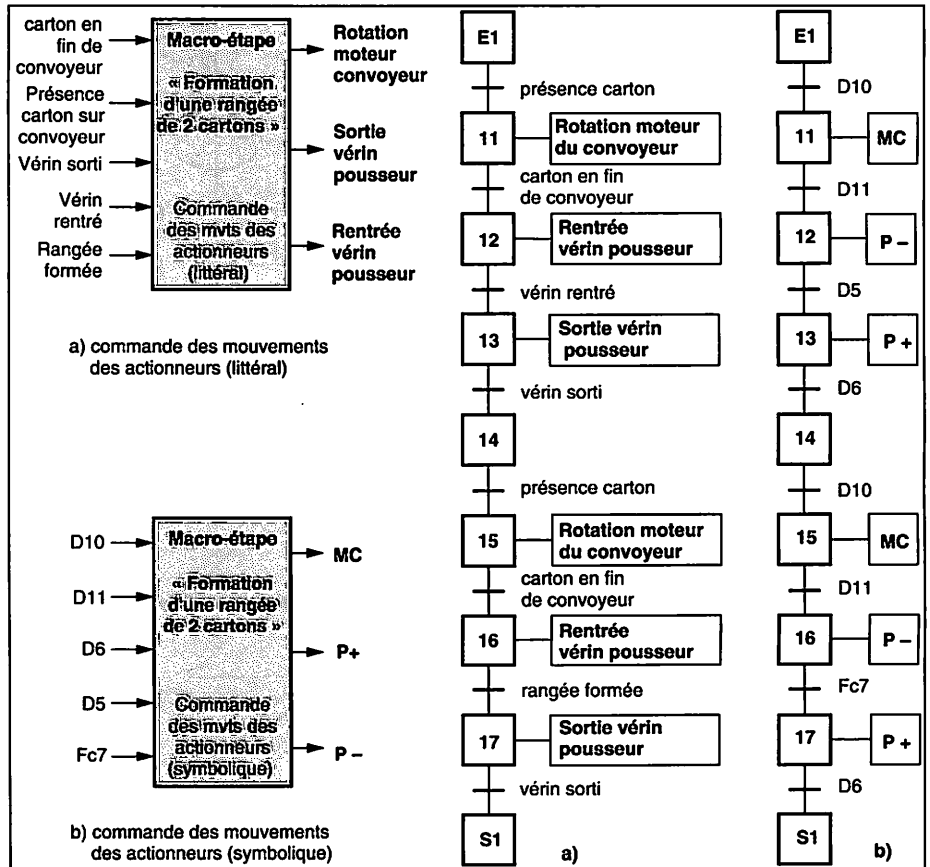 carton en
fin de
convoyeur
Présence
carton sur
convoyeur
Vérin sorti
Vérin
rentré
Rangée
formée
Macro-étape
« Formation
d'une rangée
de 2 cartons »
Commande
des mvts des
actionneurs
(littéral)
Rotation
moteur
convoyeur
Sortie
vérin
pousseur
Rentrée
vérin
pousseur
a) commande des mouvements
des actionneurs (littéral)
D10
D11
D6
D5
Fc7
Macro-étape
« Formation
d'une rangée
de 2 cartons »
Commande
des mvts des
actionneurs
(symbolique)
MC
P+
P –
b) commande des mouvements
des actionneurs (symbolique)
E1
présence carton
11
Rotation moteur
du convoyeur
carton en fin
de convoyeur
12
Rentrée
vérin pousseur
vérin rentré
13
Sortie vérin
pousseur
vérin sorti
14
présence carton
15
Rotation moteur
du convoyeur
carton en fin
de convoyeur
16
Rentrée
vérin pousseur
rangée formée
17
Sortie vérin
pousseur
vérin sorti
S1
a)
E1
D10
11
MC
D11
12
P –
D5
13
P +
D6
14
D10
15
MC
D11
16
P –
Fc7
17
P +
D6
S1
b)